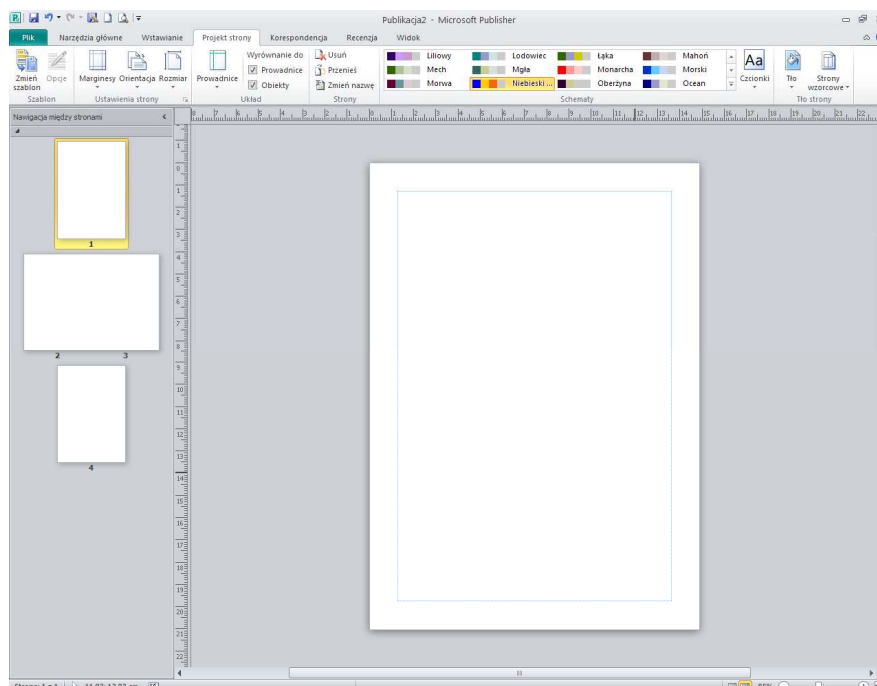 Publikacja2 - Microsoft Publisher
Plik Narzędzia główne Wstawianie Projekt strony Korespondencja Recenzja Widok
Zmień szablon Opcje
Marginesy Orientacja Rozmiar
Prowadnice
Wyrównanie do
Prowadnice
Obiekty
Usuń
Przenieś
Zmień nazwę
Liliowy Lodowiec Łąka Mahoń
Mech Mgła Monarcha Morski
Morwa Niebieski ... Oberżyna Ocean
Aa
Czcionki
Tło
Strony wzorcowe
Szablon Ustawienia strony Układ Strony Schematy Tło strony
Nawigacja między stronami
1
2 3
4